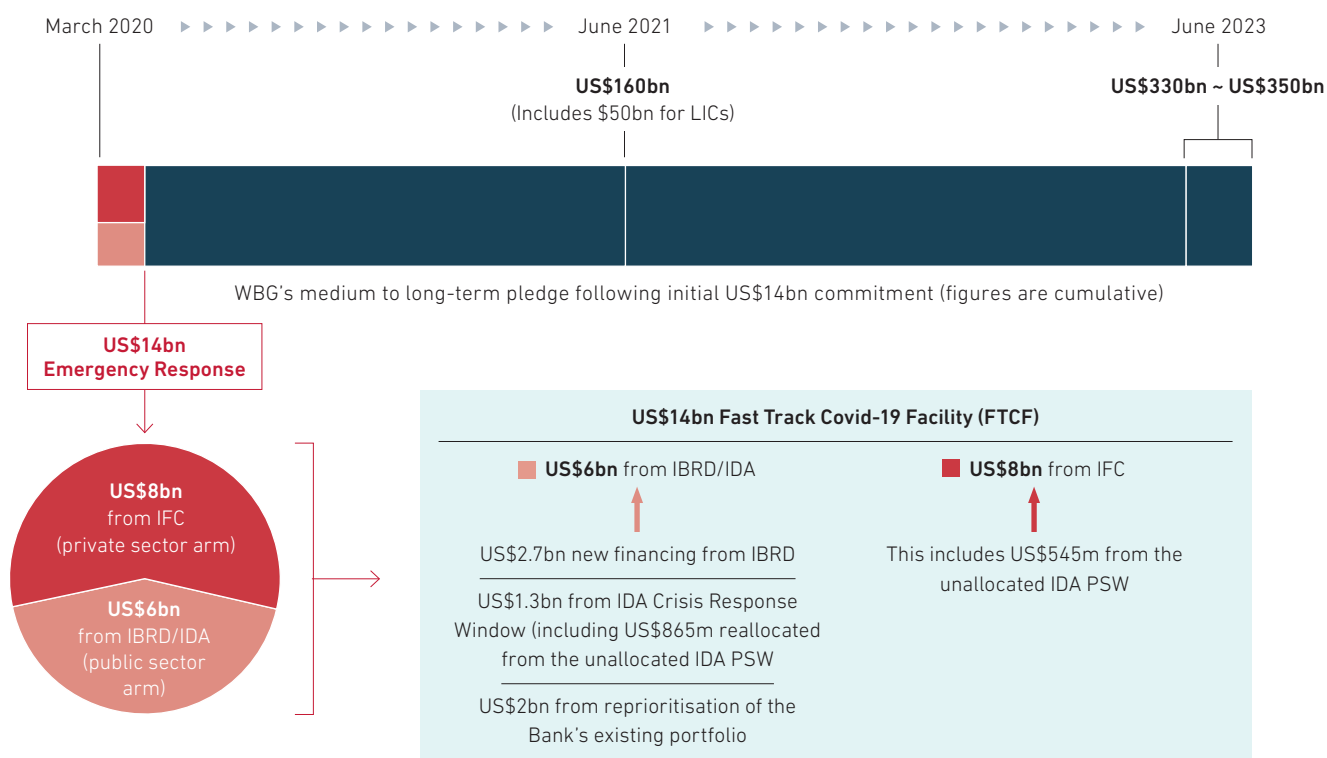 March 2020
June 2021
June 2023
US$160bn
(Includes $50bn for LICs)
US$330bn ~ US$350bn
WBG's medium to long-term pledge following initial US$14bn commitment (figures are cumulative)
US$14bn
Emergency Response
US$8bn
from IFC
(private sector arm)
US$6bn
from IBRD/IDA
(public sector
arm)
US$14bn Fast Track Covid-19 Facility (FTCF)
US$6bn from IBRD/IDA
US$2.7bn new financing from IBRD
US$1.3bn from IDA Crisis Response
Window (including US$865m reallocated
from the unallocated IDA PSW
US$2bn from reprioritisation of the
Bank's existing portfolio
US$8bn from IFC
This includes US$545m from the
unallocated IDA PSW